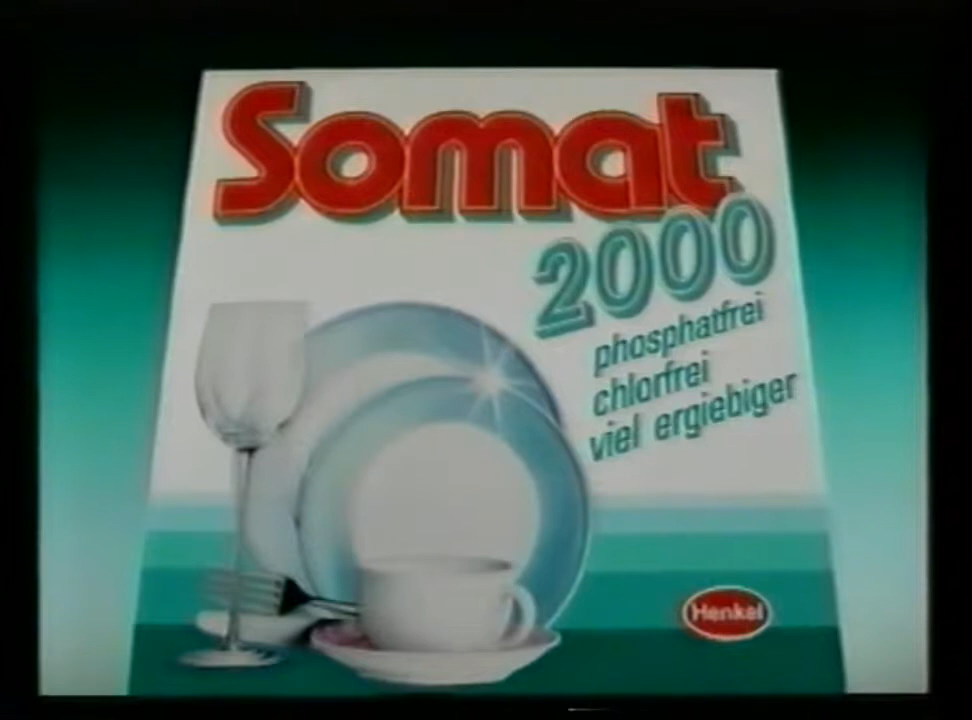 Somat
2000
phosphatfrei
chlorfrei
viel ergiebiger
Henkel